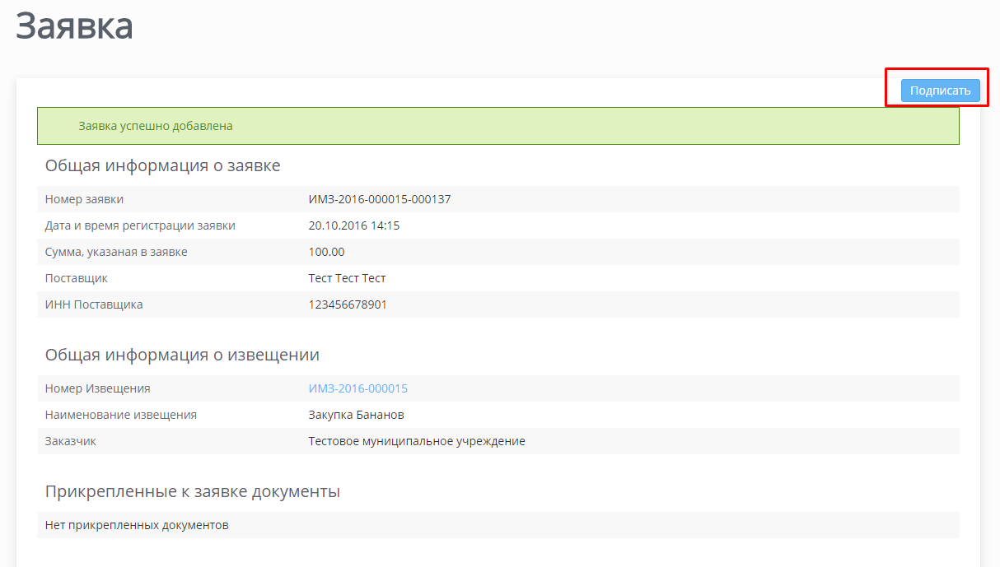 Заявка
Подписать
Заявка успешно добавлена
Общая информация о заявке
Номер заявки ИМЗ-2016-000015-000137
Дата и время регистрации заявки 20.10.2016 14:15
Сумма, указаная в заявке 100.00
Поставщик Тест Тест Тест
ИНН Поставщика 123456678901
Общая информация о извещении
Номер Извещения ИМЗ-2016-000015
Наименование извещения Закупка Бананов
Заказчик Тестовое муниципальное учреждение
Прикрепленные к заявке документы
Нет прикрепленных документов